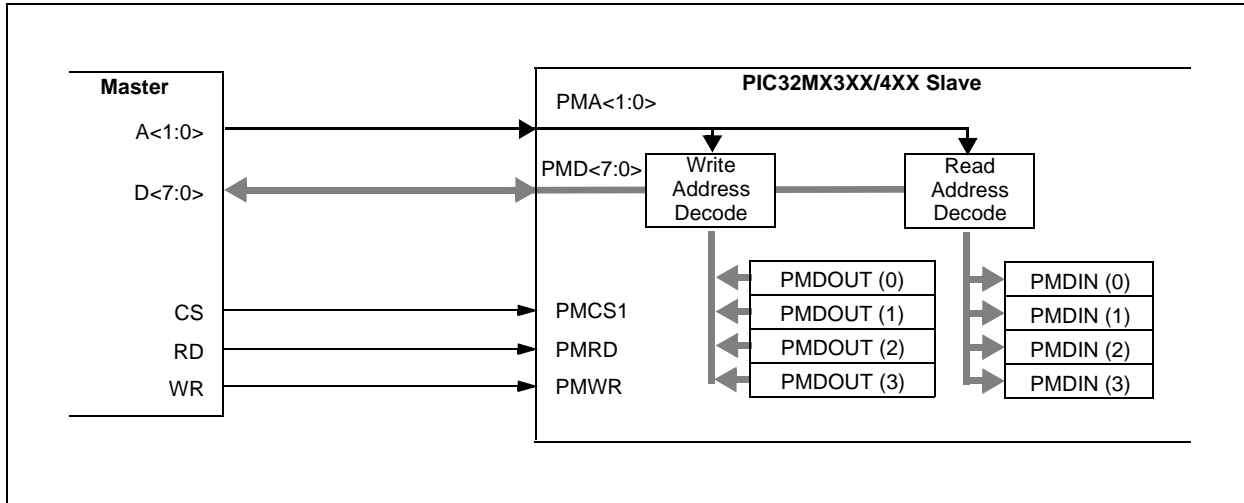 Master
PIC32MX3XX/4XX Slave
PMA<1:0>
A<1:0>
PMD<7:0>
D<7:0>
Write
Address
Decode
Read
Address
Decode
PMDOUT (0)
PMDIN (0)
CS
PMCS1
PMDOUT (1)
PMDIN (1)
RD
PMRD
PMDOUT (2)
PMDIN (2)
WR
PMWR
PMDOUT (3)
PMDIN (3)